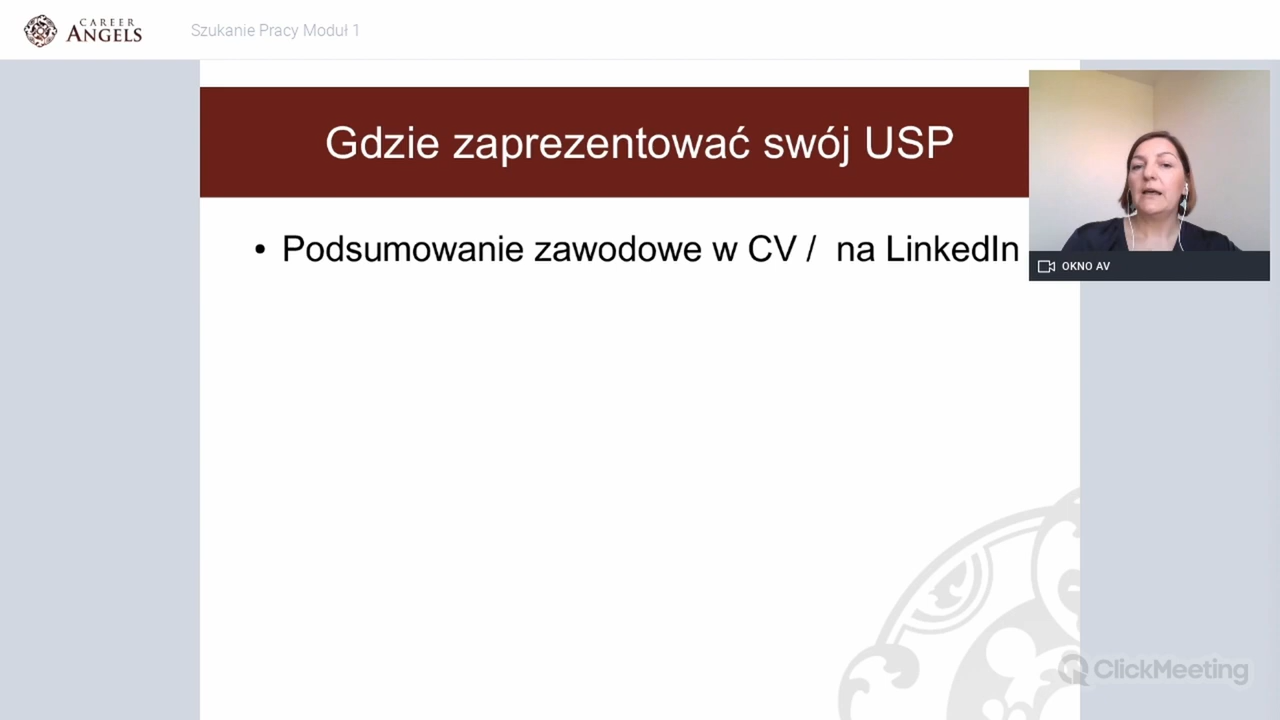 CAREER
ANGELS
Szukanie Pracy Moduł 1
Gdzie zaprezentować swój USP
• Podsumowanie zawodowe w CV / na LinkedIn
OKNO AV
ClickMeeting